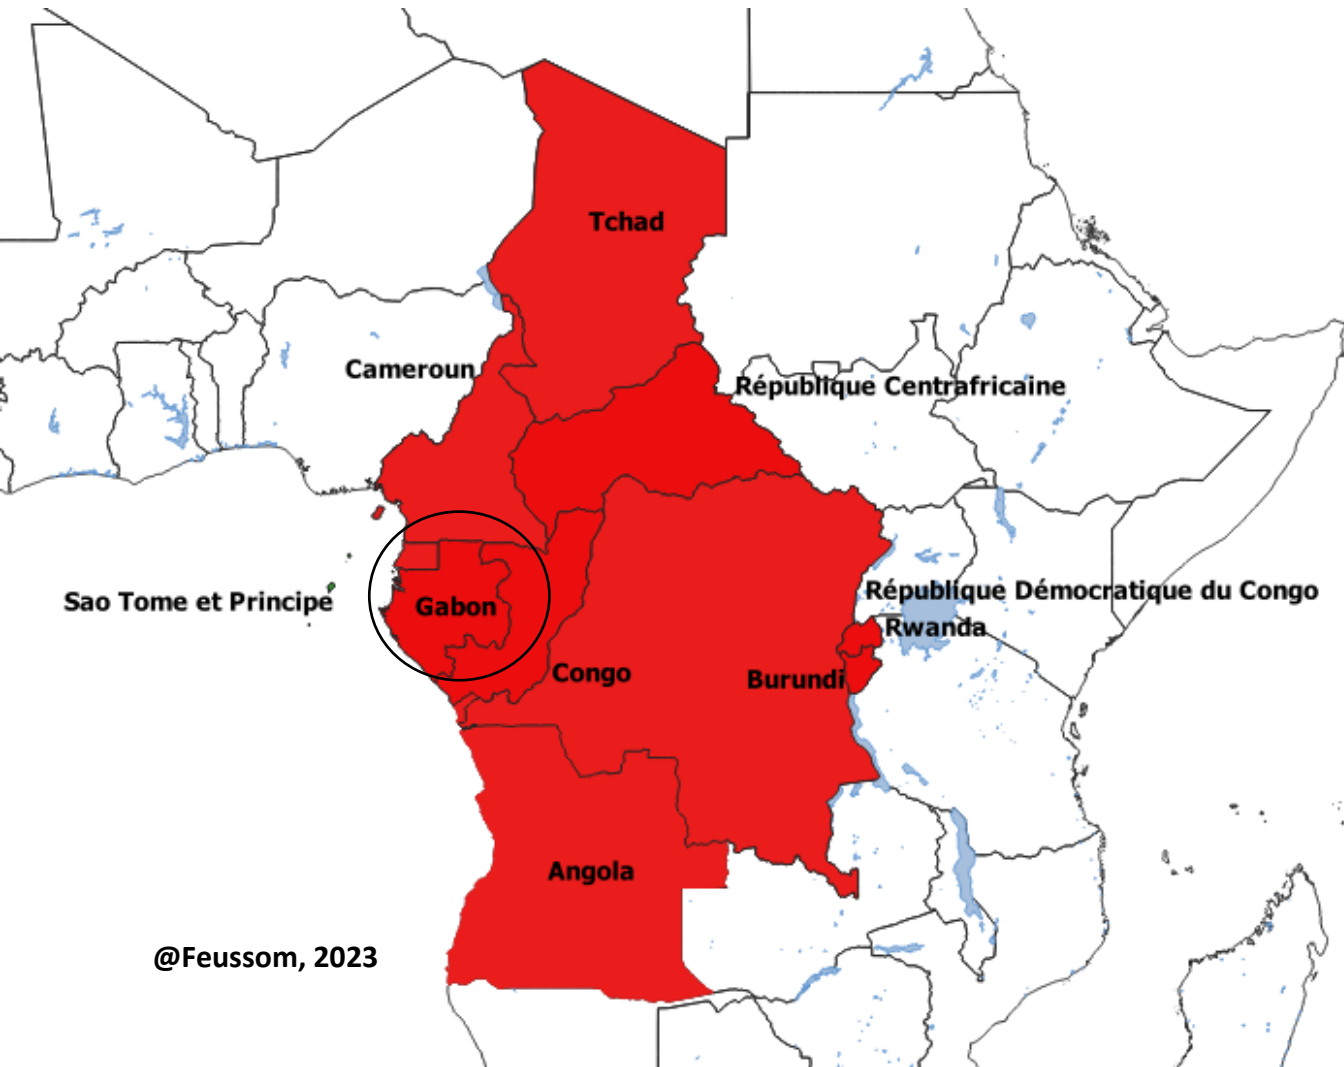 Tchad
Cameroun
République Centrafricaine
République Démocratique du Congo
Sao Tome et Principe
Gabon
Rwanda
Congo
Burundi
Angola
@Feussom, 2023